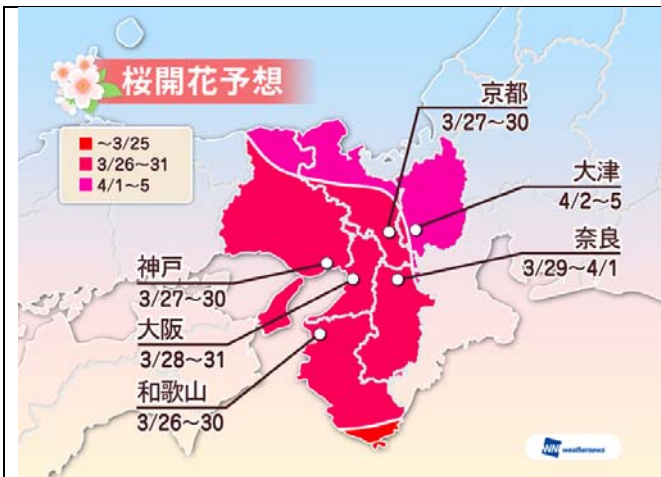 桜開花予想
~3/25
3/26~31
4/1~5
京都
3/27~30
大津
4/2~5
奈良
3/29~4/1
神戸
3/27~30
大阪
3/28~31
和歌山
3/26~30
WNI weathernews